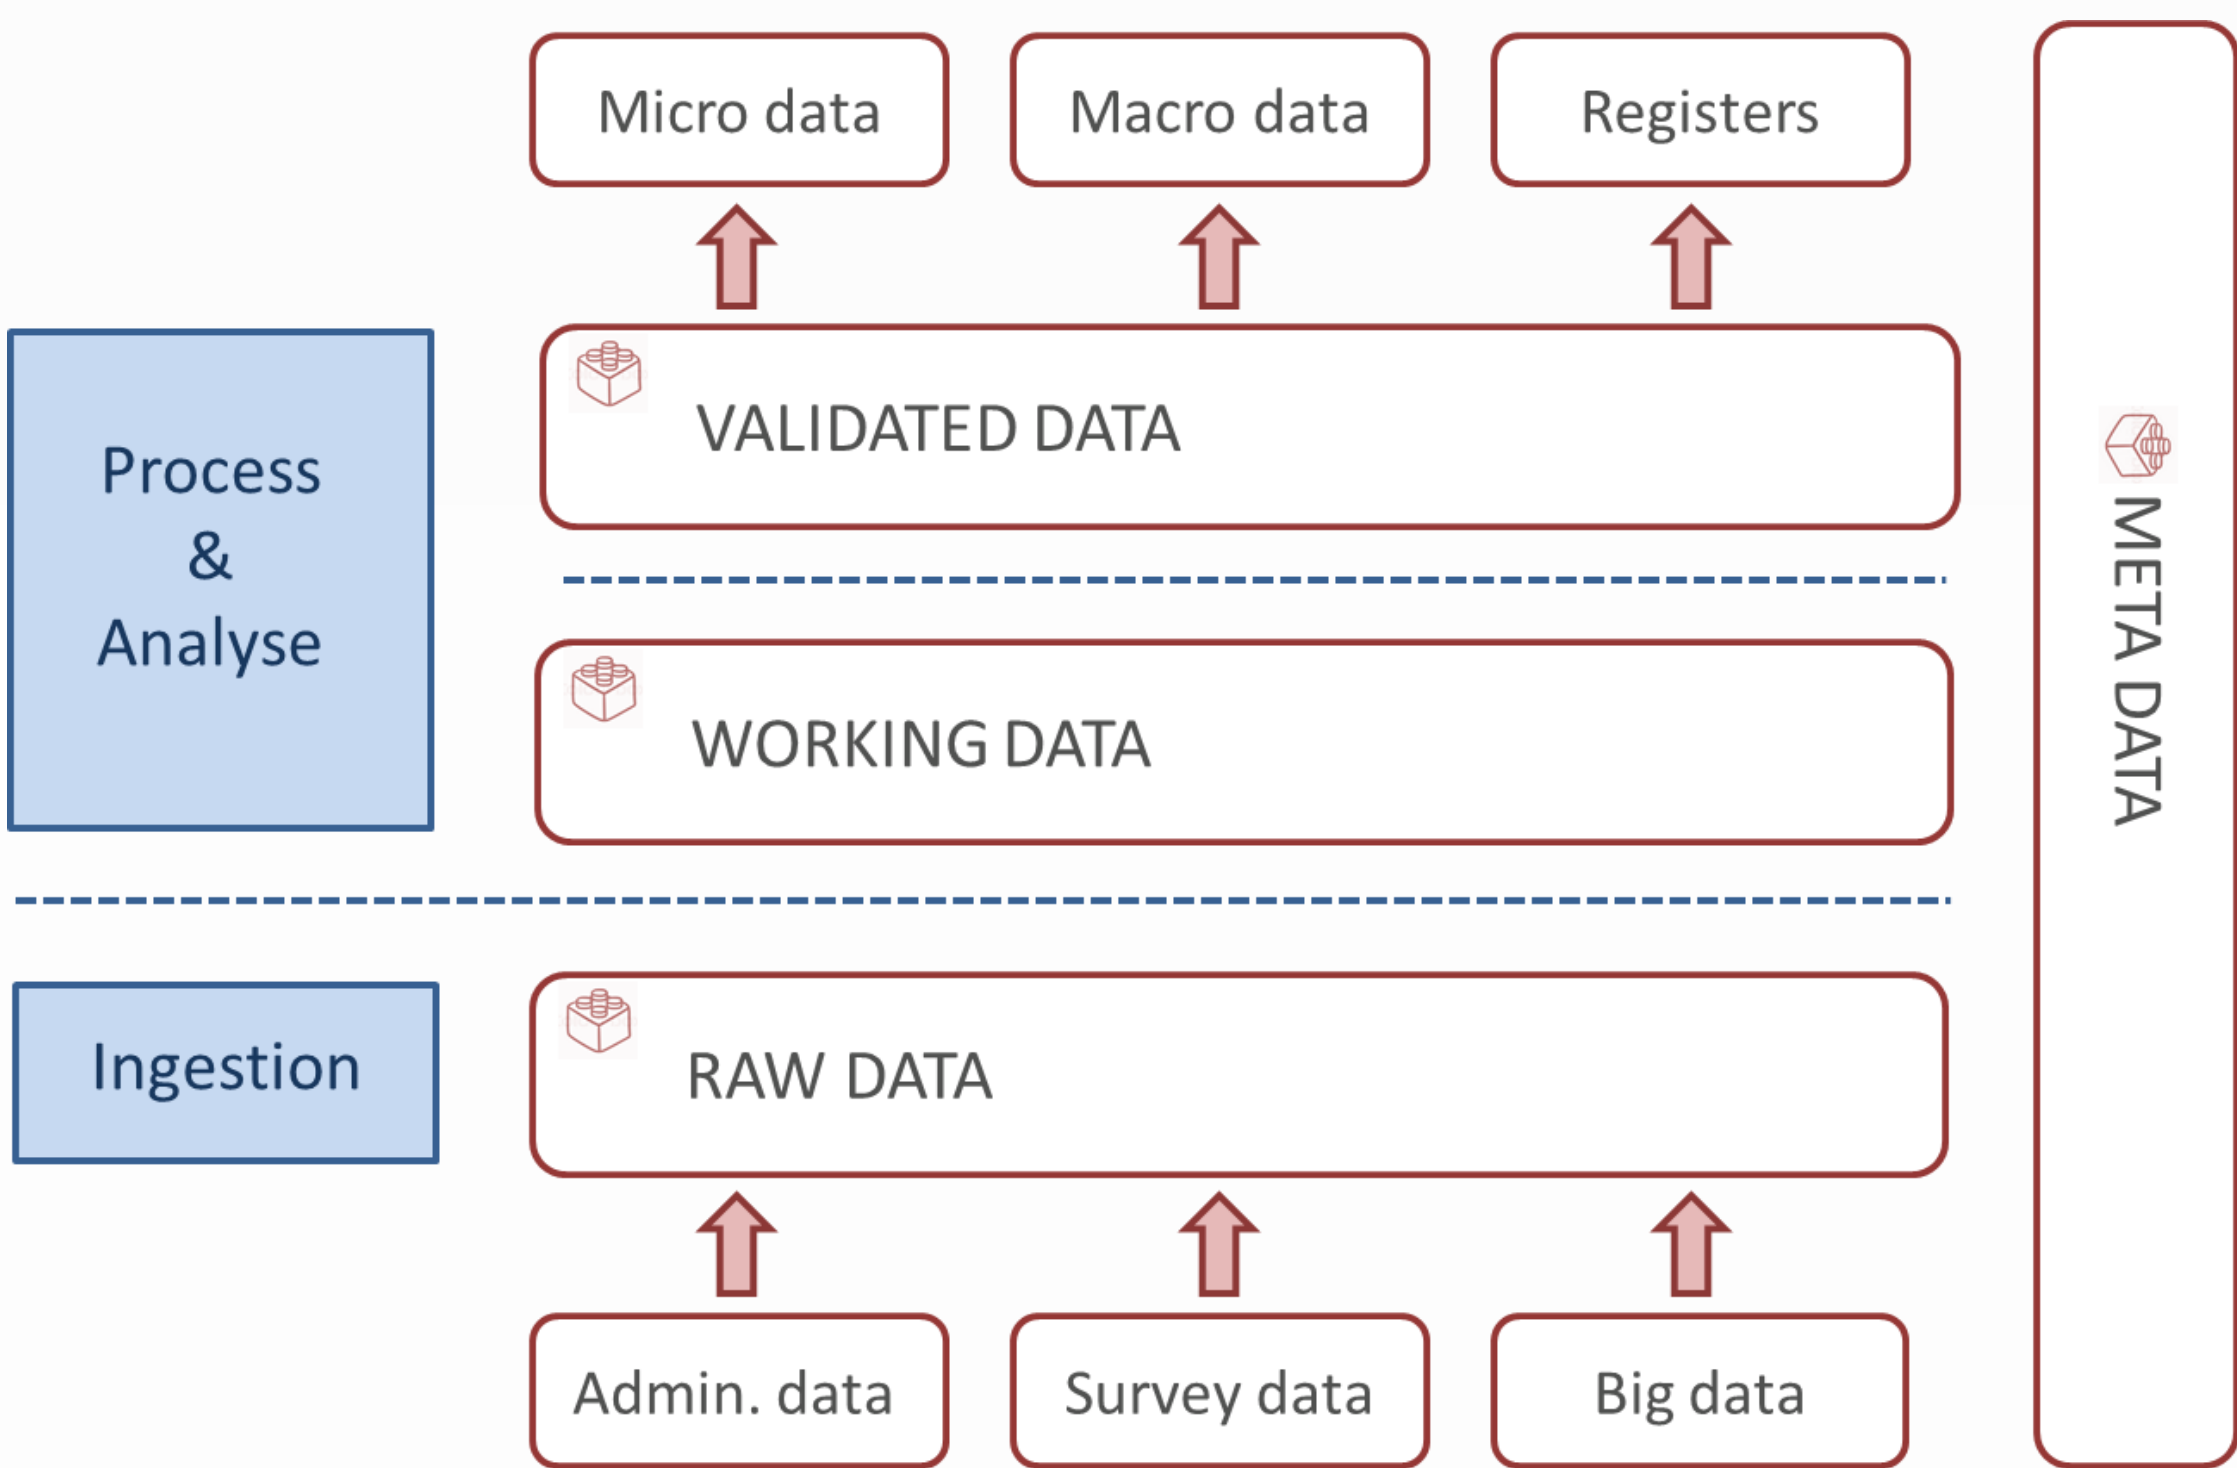 Micro data
Macro data
Registers
Process
&
Analyse
VALIDATED DATA
WORKING DATA
META DATA
Ingestion
RAW DATA
Admin. data
Survey data
Big data